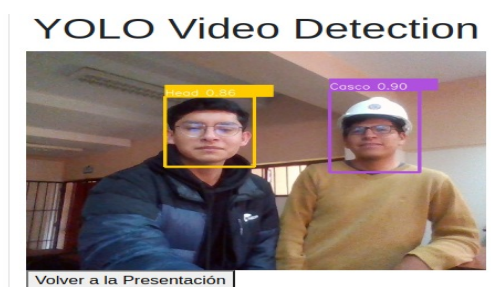 YOLO Video Detection
Head 0.86
Casco 0.90
Volver a la Presentación